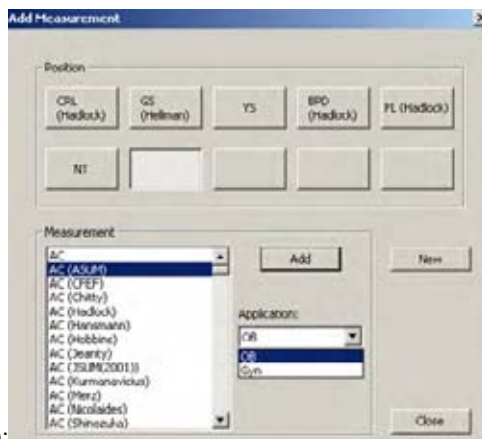 Add Measurement
Position
CRL
(Hadlock)
GS
(Hellman)
YS
BPD
(Hadlock)
FL (Hadlock)
NT
Measurement
AC
AC (ASUM)
AC (CFEF)
AC (Chitty)
AC (Hadlock)
AC (Hansmann)
AC (Hobbins)
AC (Jeanty)
AC (JSUM(2001))
AC (Kurmanavicius)
AC (Merz)
AC (Nicolaides)
AC (Shinozuka)
Add
New
Application:
OB
OB
Gyn
Close